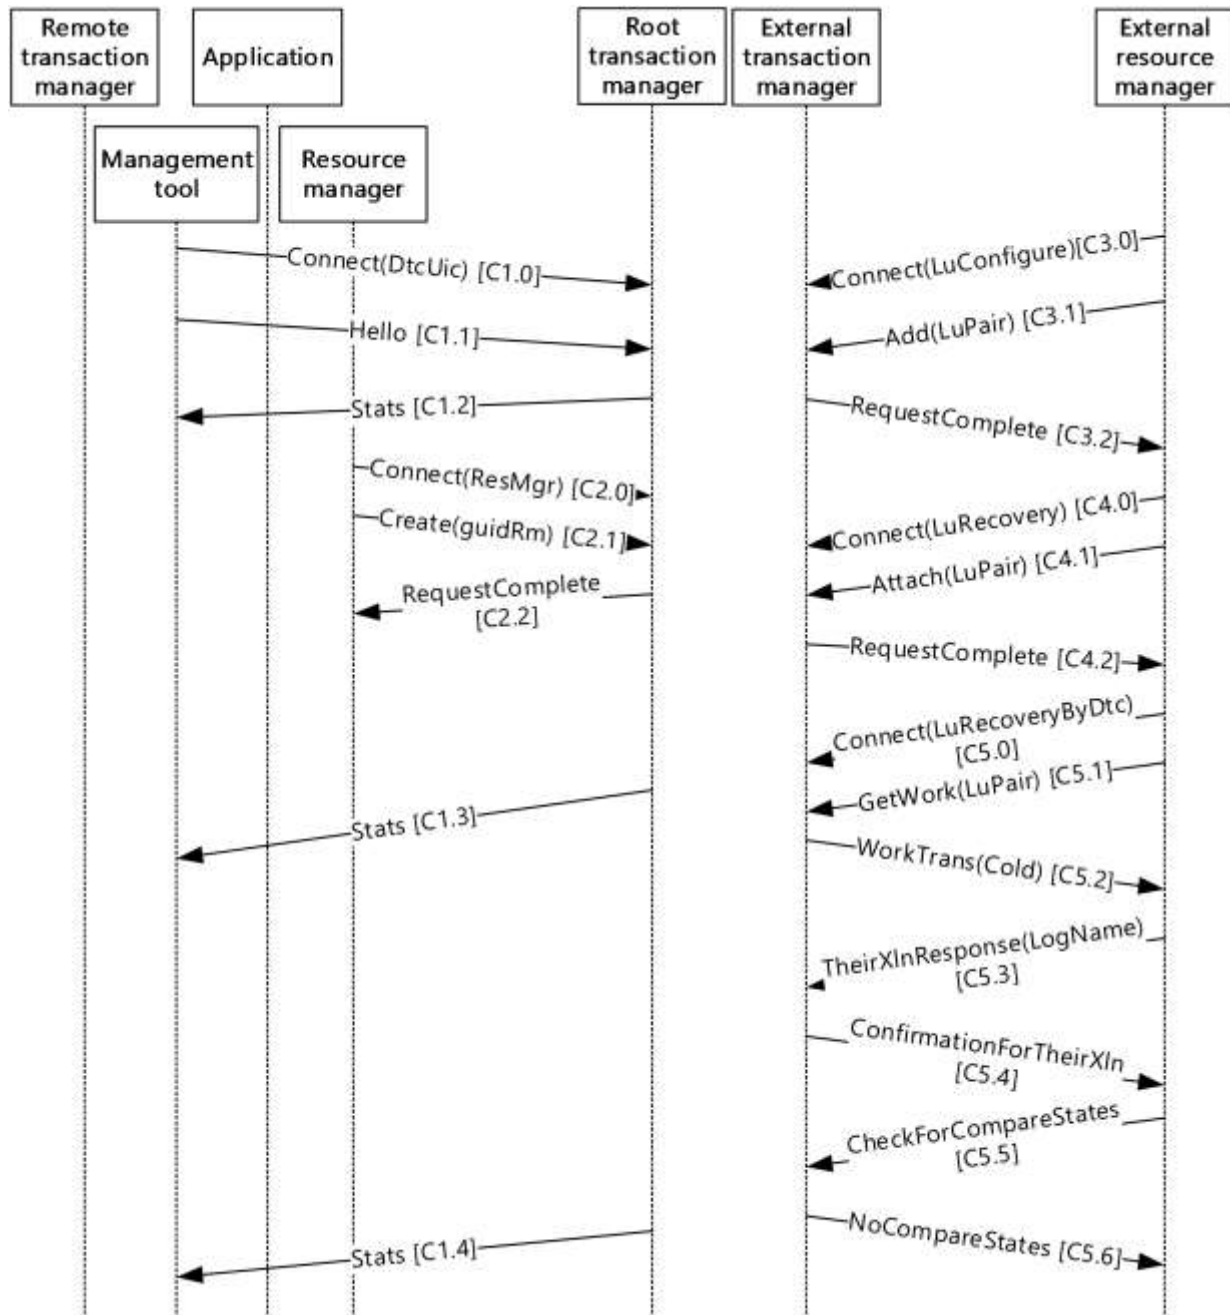 Remote
transaction
manager
Application
Root
transaction
manager
External
transaction
manager
External
resource
manager
Management
tool
Resource
manager
Connect(DtcUic) [C1.0]
Connect(LuConfigure)[C3.0]
Hello [C1.1]
Add(LuPair) [C3.1]
Stats [C1.2]
RequestComplete [C3.2]
Connect(ResMgr) [C2.0]
Connect(LuRecovery) [C4.0]
Create(guidRm) [C2.1]
Attach(LuPair) [C4.1]
RequestComplete
[C2.2]
RequestComplete [C4.2]
Connect(LuRecoveryByDtc)
[C5.0]
GetWork(LuPair) [C5.1]
Stats [C1.3]
WorkTrans(Cold) [C5.2]
TheirXlnResponse(LogName)
[C5.3]
ConfirmationForTheirXln
[C5.4]
CheckForCompareStates
[C5.5]
NoCompareStates [C5.6]
Stats [C1.4]